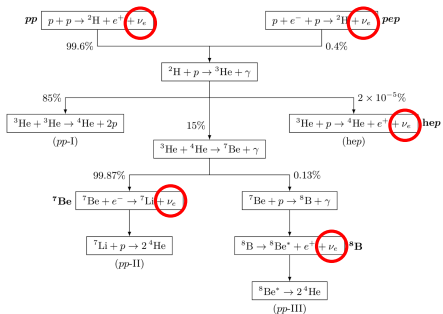 pp p + p → ²H + e⁺ + νₑ
p + e⁻ + p → ²H + νₑ pep
99.6%
0.4%
²H + p → ³He + γ
85%
2 × 10⁻⁵%
³He + ³He → ⁴He + 2p
15%
³He + p → ⁴He + e⁺ + νₑ hep
(pp-I)
(hep)
³He + ⁴He → ⁷Be + γ
99.87%
0.13%
⁷Be ⁷Be + e⁻ → ⁷Li + νₑ
⁷Be + p → ⁸B + γ
⁷Li + p → 2 ⁴He
⁸B → ⁸Be* + e⁺ + νₑ ⁸B
(pp-II)
⁸Be* → 2 ⁴He
(pp-III)